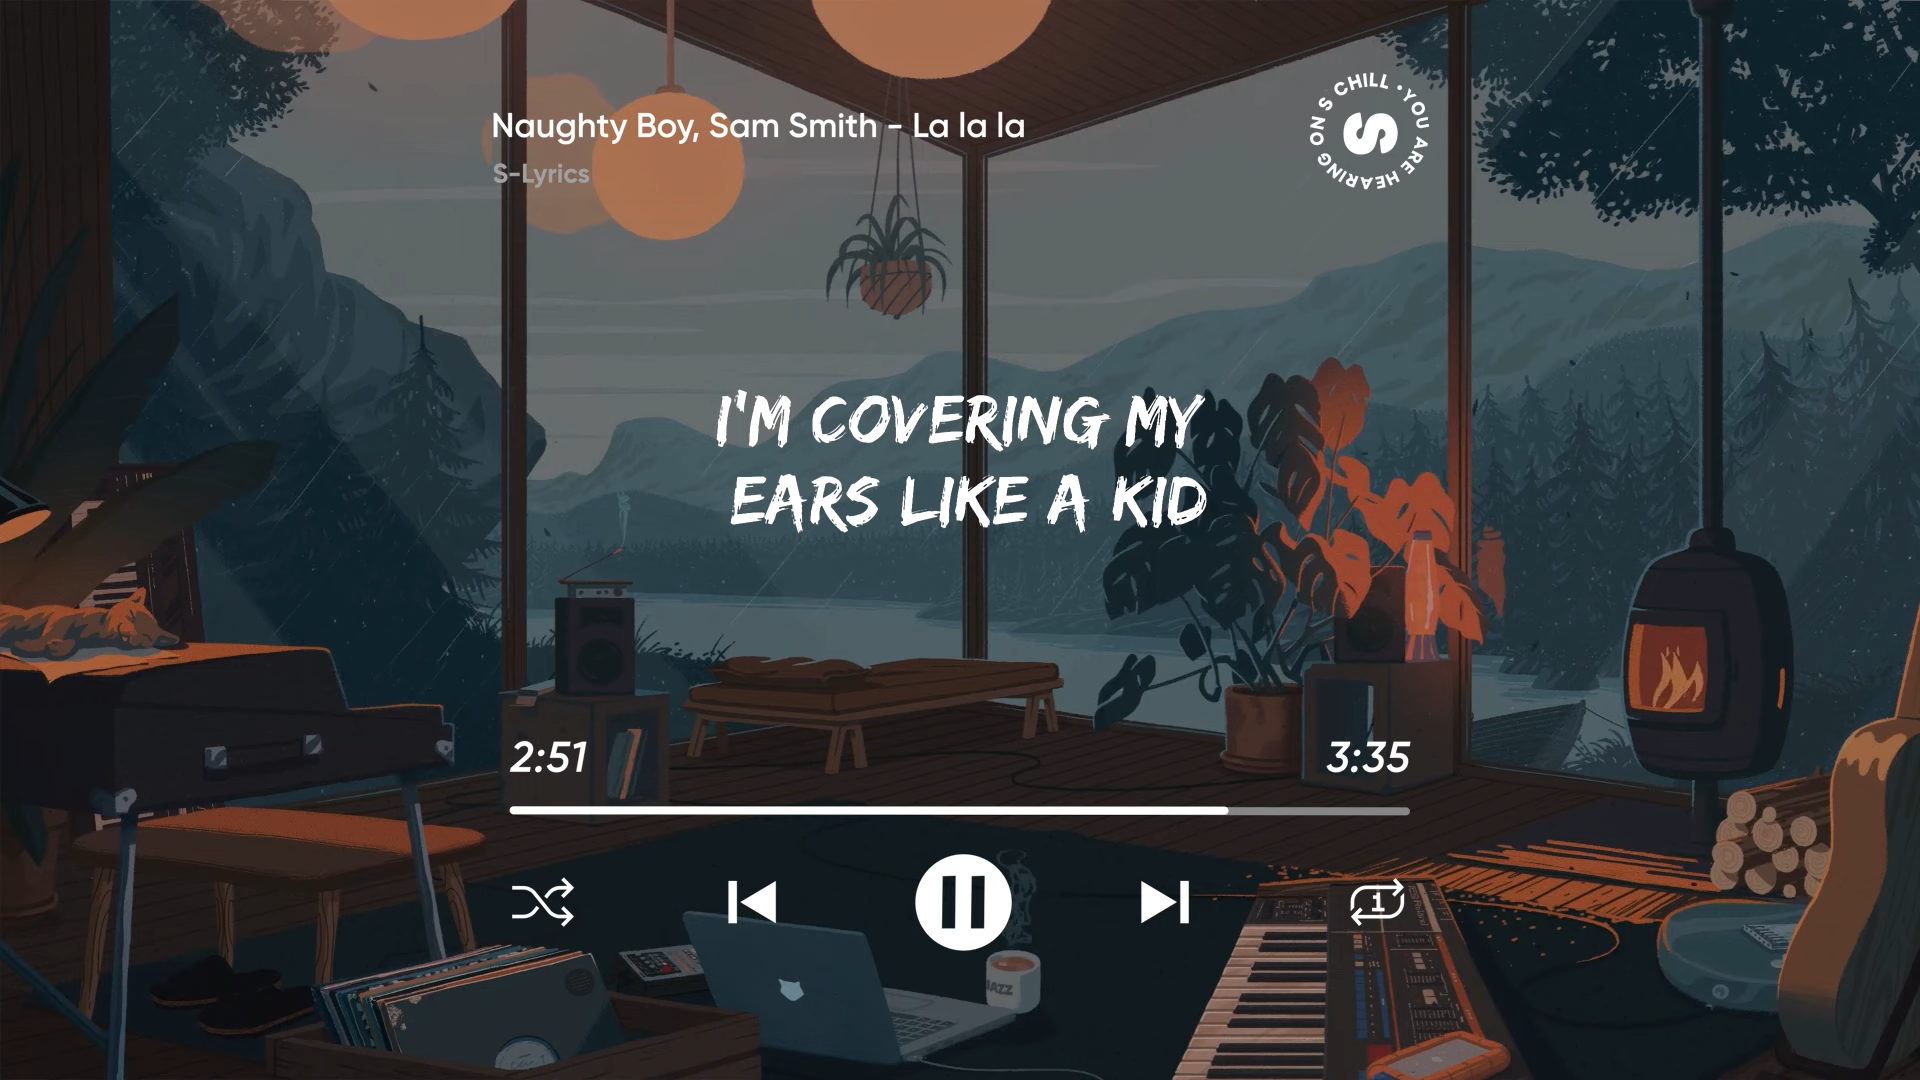 Naughty Boy, Sam Smith - La la la
S-Lyrics
• YOU ARE HEARING ON S CHILL
S
I'M COVERING MY
EARS LIKE A KID
2:51
3:35
1
JAZZ